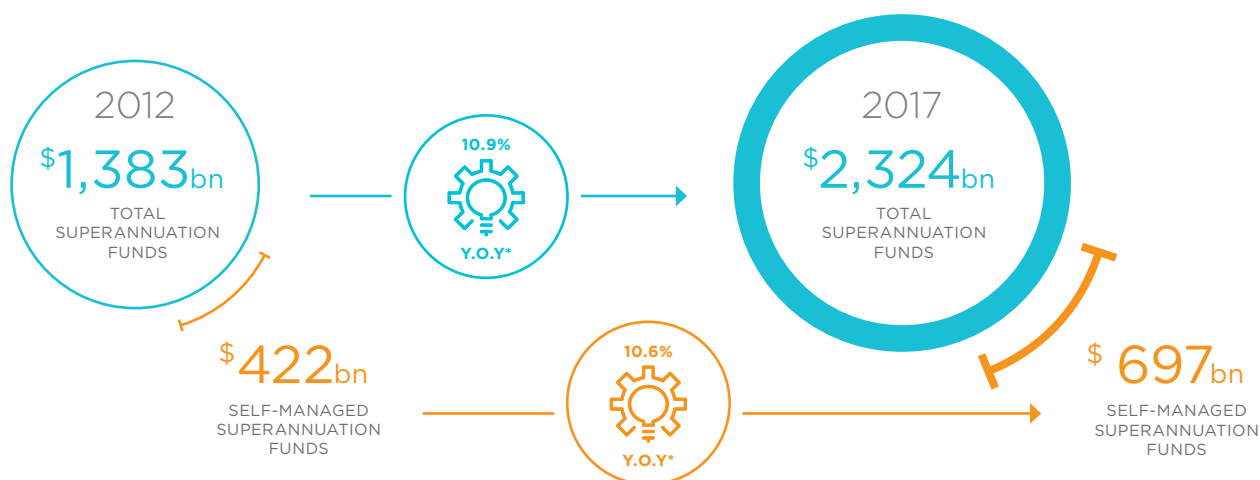 2012
$1,383bn
TOTAL
SUPERANNUATION
FUNDS
10.9%
Y.O.Y*
2017
$2,324bn
TOTAL
SUPERANNUATION
FUNDS
$422bn
SELF-MANAGED
SUPERANNUATION
FUNDS
10.6%
Y.O.Y*
$ 697bn
SELF-MANAGED
SUPERANNUATION
FUNDS